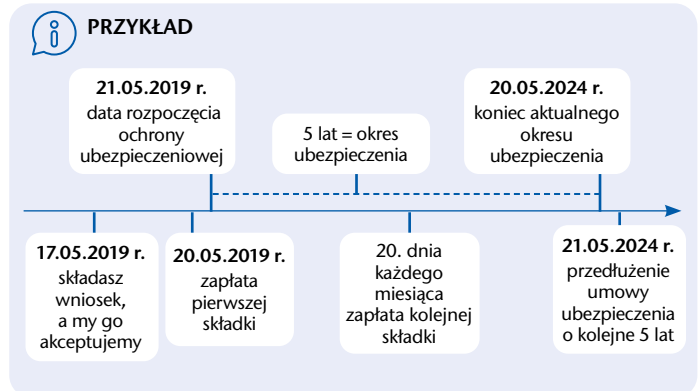 PRZYKŁAD
21.05.2019 r.
data rozpoczęcia
ochrony
ubezpieczeniowej
5 lat = okres
ubezpieczenia
20.05.2024 r.
koniec aktualnego
okresu
ubezpieczenia
17.05.2019 r.
składasz
wniosek,
a my go
akceptujemy
20.05.2019 r.
zapłata
pierwszej
składki
20. dnia
każdego
miesiąca
zapłata kolejnej
składki
21.05.2024 r.
przedłużenie
umowy
ubezpieczenia
o kolejne 5 lat